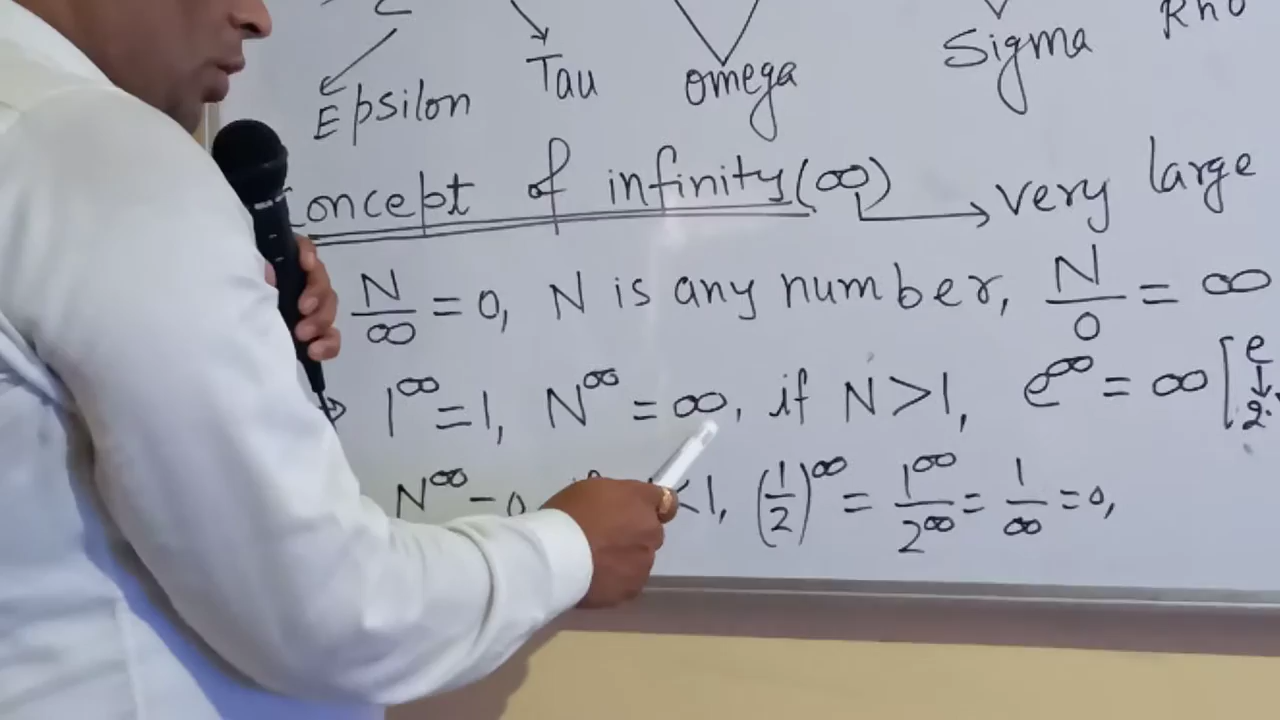 Epsilon Tau Omega Sigma Rho
Concept of infinity (∞) → very large
N/∞ = 0, N is any number, N/0 = ∞
1^∞ = 1, N^∞ = ∞, if N > 1, e^∞ = ∞ [e ↓ 2.
N^∞ = 0 <1, (1/2)^∞ = 1^∞/2^∞ = 1/∞ = 0,